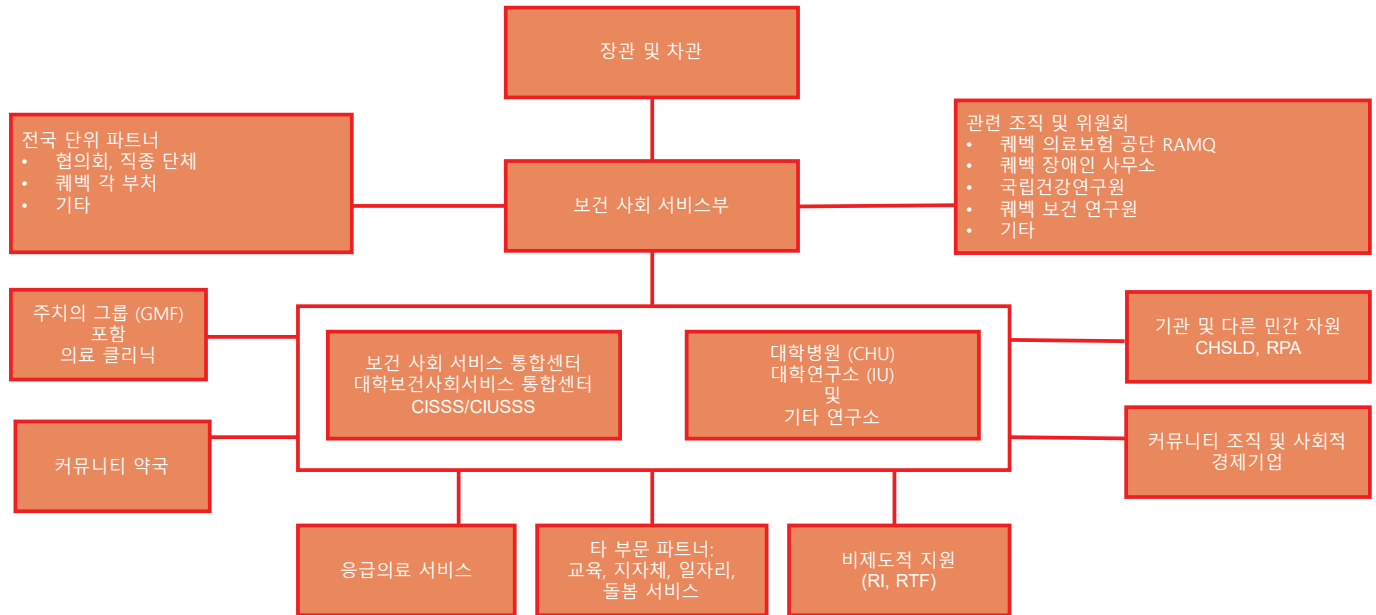 장관 및 차관
전국 단위 파트너
• 협의회, 직종 단체
• 퀘벡 각 부처
• 기타
보건 사회 서비스부
관련 조직 및 위원회
• 퀘벡 의료보험 공단 RAMQ
• 퀘벡 장애인 사무소
• 국립건강연구원
• 퀘벡 보건 연구원
• 기타
주치의 그룹 (GMF)
포함
의료 클리닉
보건 사회 서비스 통합센터
대학보건사회서비스 통합센터
CISSS/CIUSSS
대학병원 (CHU)
대학연구소 (IU)
및
기타 연구소
기관 및 다른 민간 자원
CHSLD, RPA
커뮤니티 약국
커뮤니티 조직 및 사회적
경제기업
응급의료 서비스
타 부문 파트너:
교육, 지자체, 일자리,
돌봄 서비스
비제도적 지원
(RI, RTF)